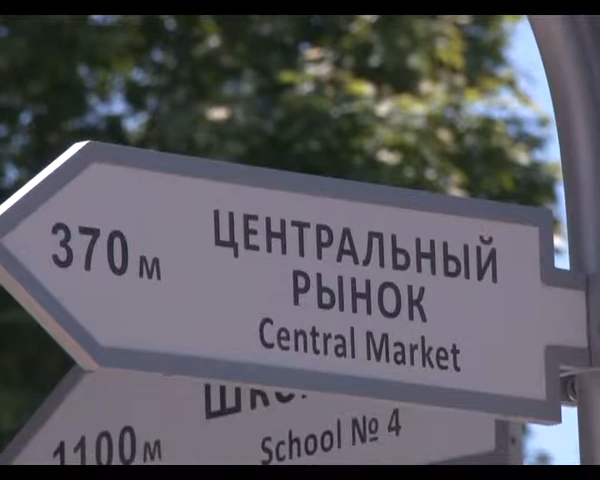 370 м
ЦЕНТРАЛЬНЫЙ
РЫНОК
Central Market
1100 м
School № 4